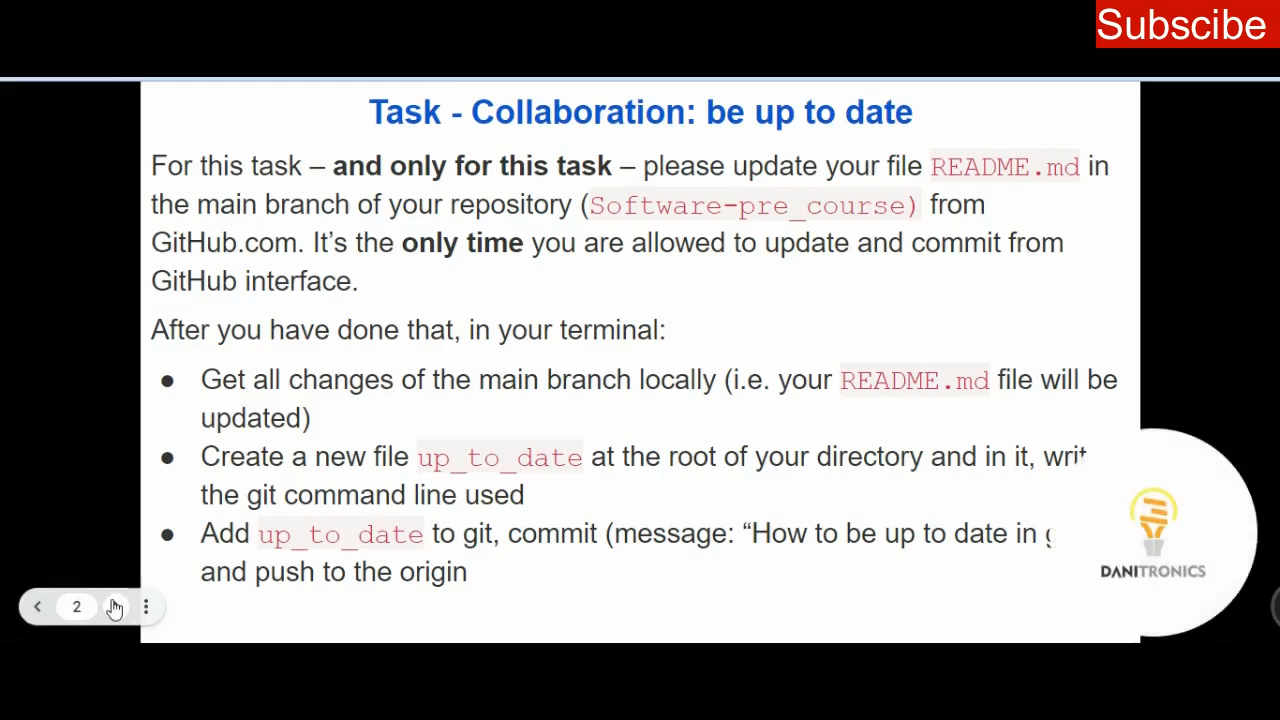 Subscibe
Task - Collaboration: be up to date
For this task – and only for this task – please update your file README.md in
the main branch of your repository (Software-pre_course) from
GitHub.com. It’s the only time you are allowed to update and commit from
GitHub interface.
After you have done that, in your terminal:
● Get all changes of the main branch locally (i.e. your README.md file will be
updated)
● Create a new file up_to_date at the root of your directory and in it, writ
the git command line used
● Add up_to_date to git, commit (message: “How to be up to date in
and push to the origin
2
DANITRONICS